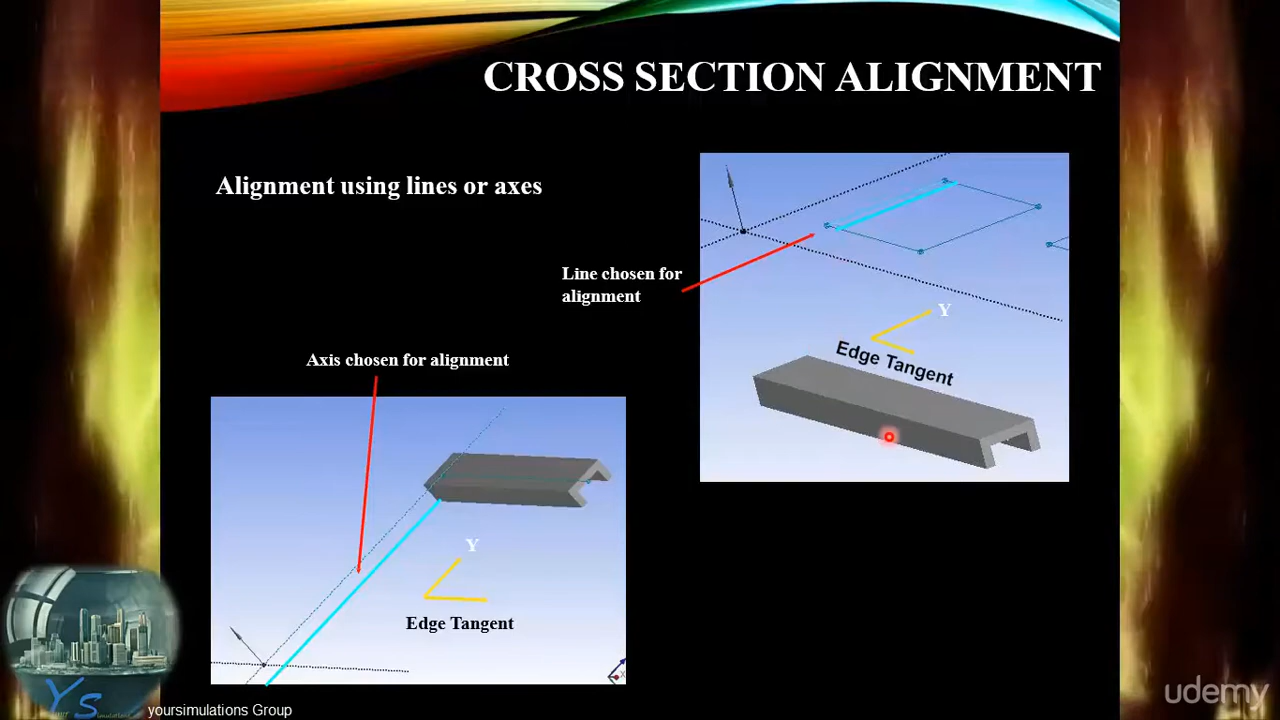 CROSS SECTION ALIGNMENT
Alignment using lines or axes
Line chosen for
alignment
Y
Edge Tangent
Axis chosen for alignment
Y
Edge Tangent
X
YS
yoursimulations Group
udemy